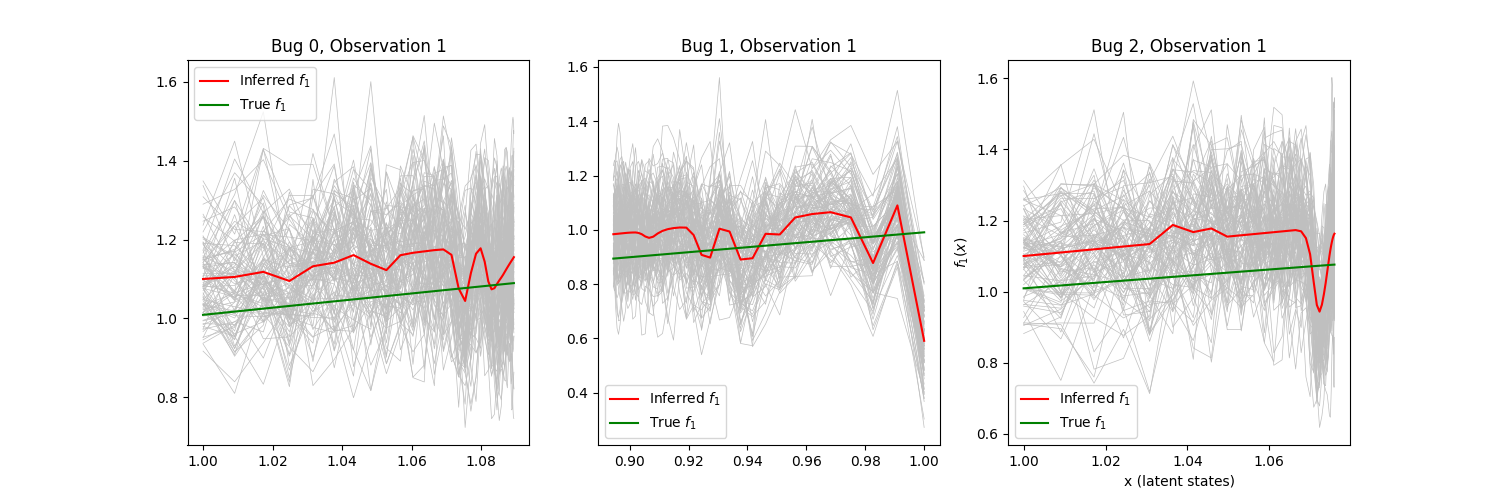 Bug 0, Observation 1
1.6
1.4
1.2
1.0
0.8
Inferred f₁
True f₁
1.00 1.02 1.04 1.06 1.08
Bug 1, Observation 1
1.6
1.4
1.2
1.0
0.8
0.6
0.4
Inferred f₁
True f₁
0.90 0.92 0.94 0.96 0.98 1.00
Bug 2, Observation 1
f₁(x)
1.6
1.4
1.2
1.0
0.8
0.6
Inferred f₁
True f₁
1.00 1.02 1.04 1.06
x (latent states)